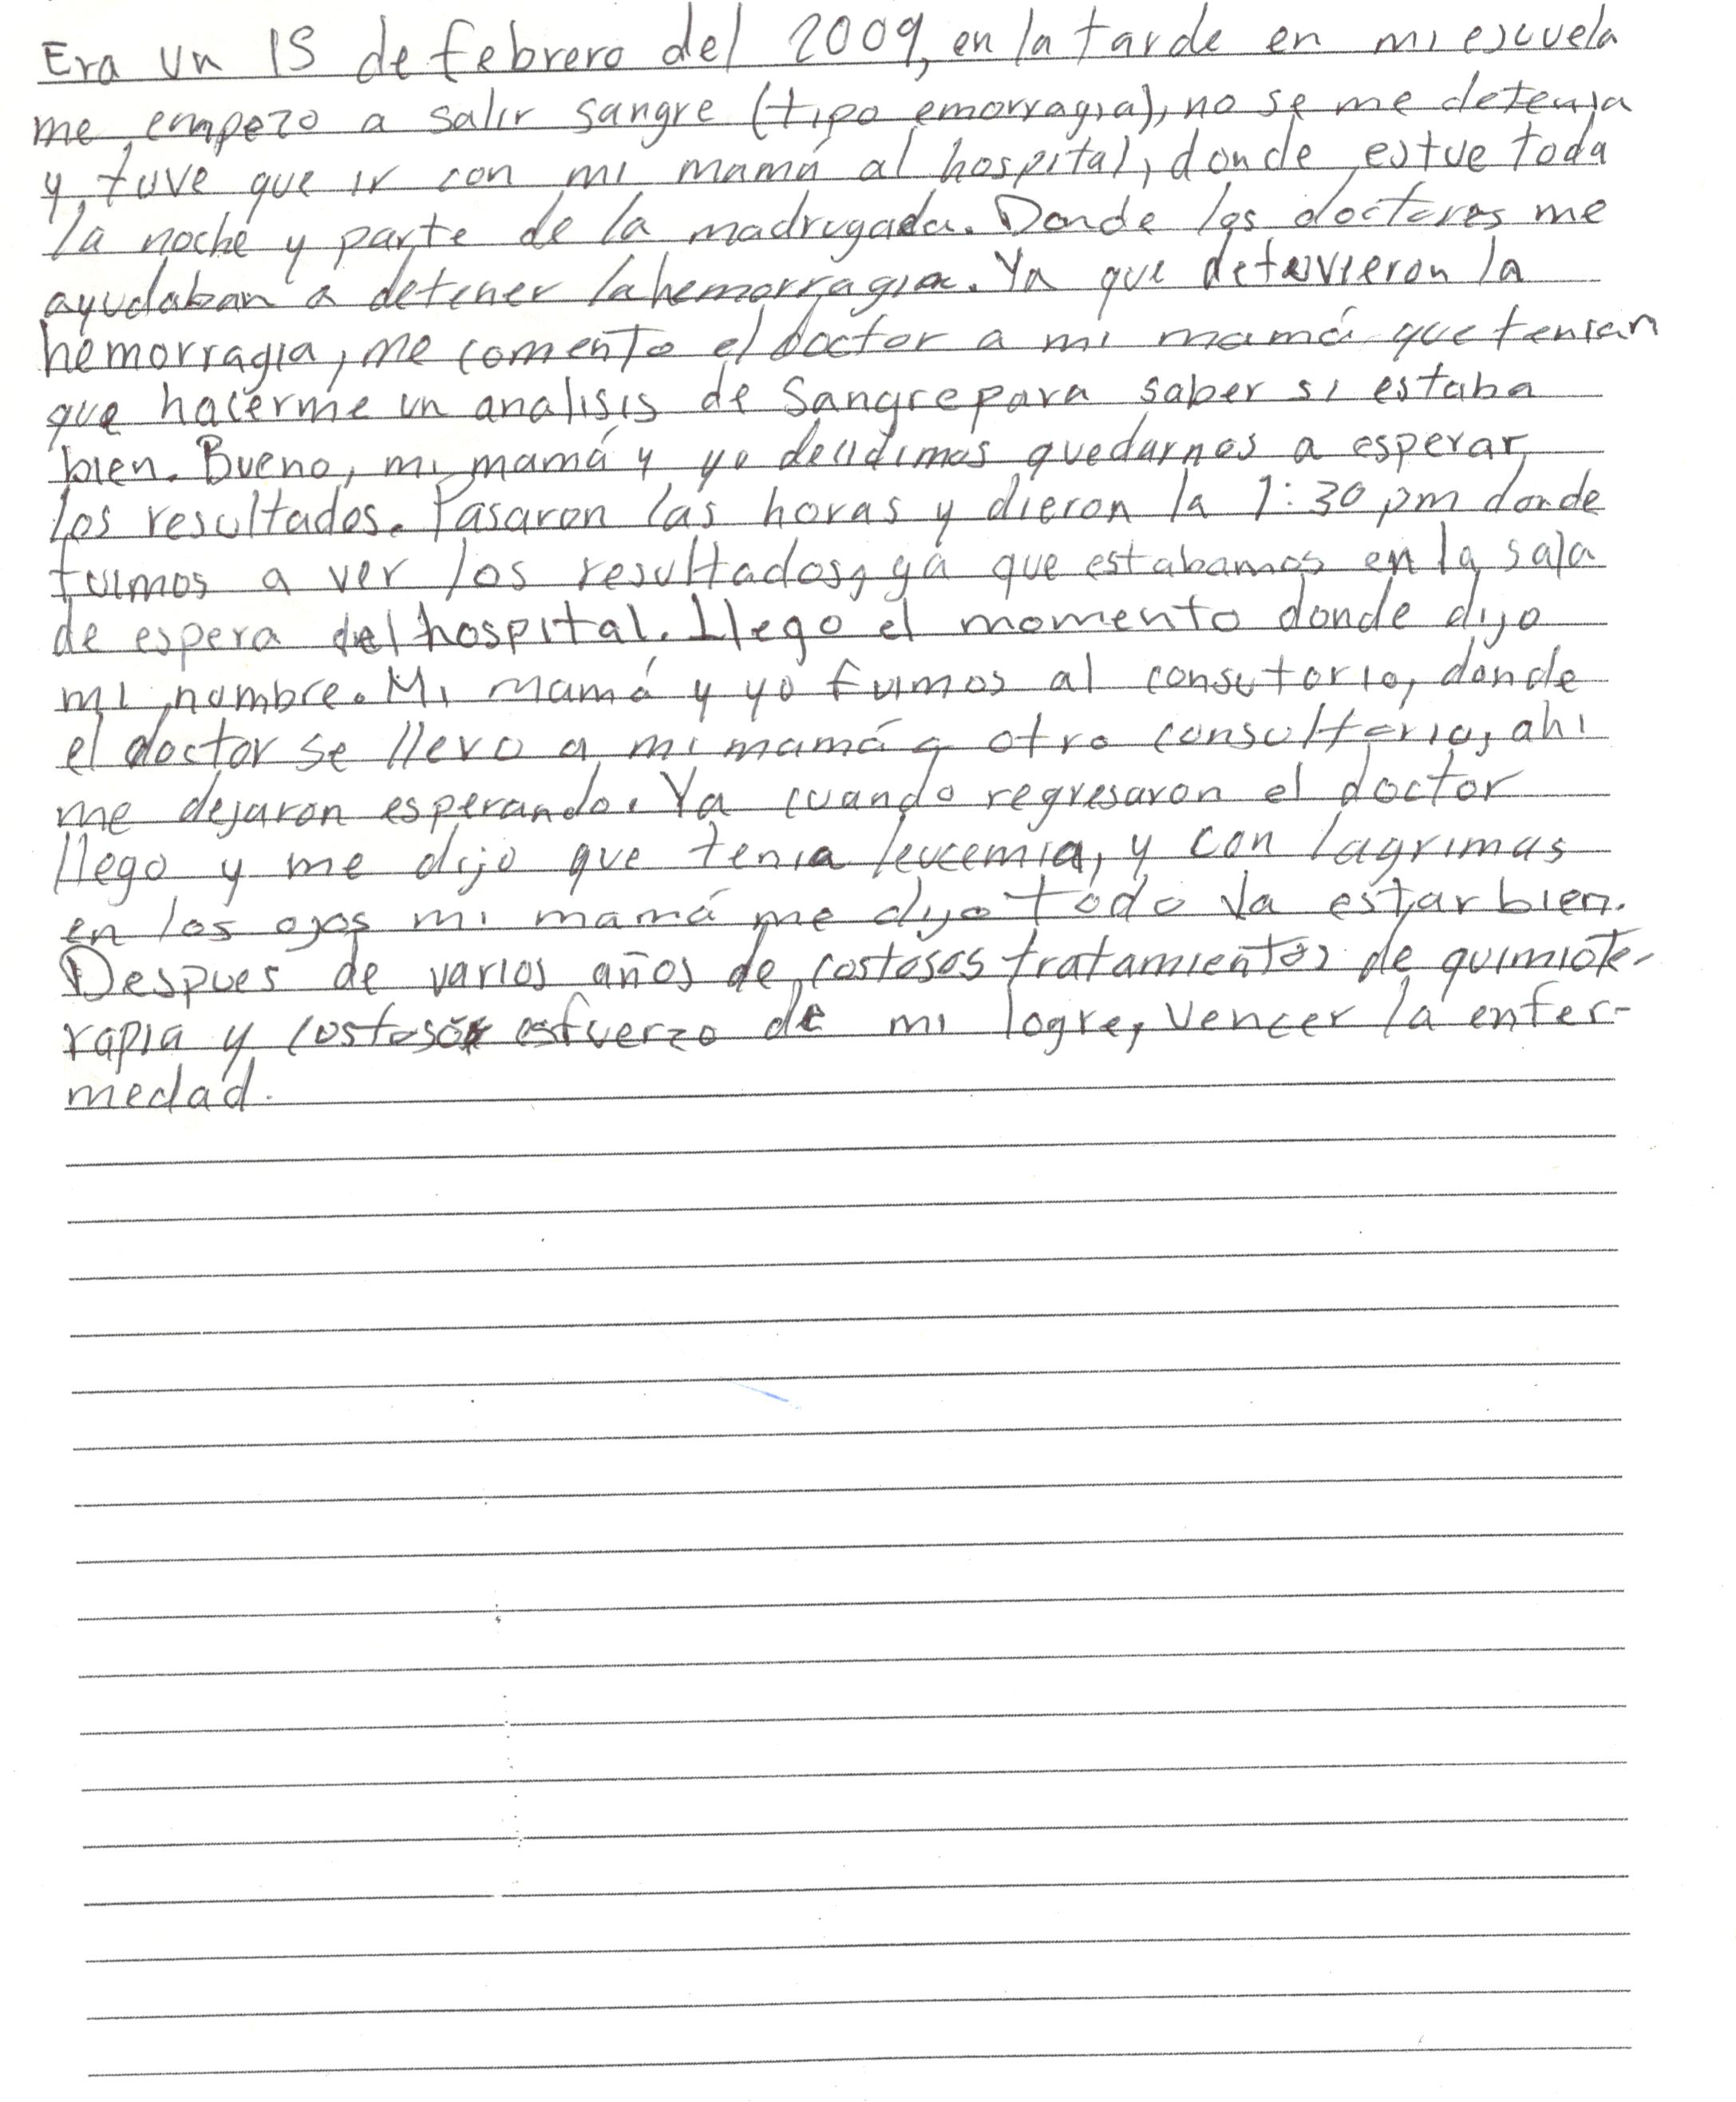 Era un 15 de febrero del 2009, en la tarde en mi escuela
me empezo a salir sangre (tipo emorragia), no se me detenia
y tuve que ir con mi mamá al hospital, donde estue toda
la noche y parte de la madrugada. Donde los doctores me
ayudaban a detener la hemorragia. Ya que detuvieron la
hemorragia, me comento el doctor a mi mamá que tenian
que hacerme un analisis de sangre para saber si estaba
bien. Bueno, mi mamá y yo decidimos quedarnos a esperar
los resultados. Pasaron las horas y dieron la 1:30 pm donde
fuimos a ver los resultados, ya que estabamos en la sala
de espera del hospital. Llego el momento donde dijo
mi nombre. Mi mamá y yo fuimos al consutorio, donde
el doctor se llevo a mi mamá a otro consultorio, ahi
me dejaron esperando. Ya cuando regresaron el doctor
llego y me dijo que tenia leucemia, y con lagrimas
en los ojos mi mamá me dijo todo va estar bien.
Despues de varios años de costosos tratamientos de quimiote-
rapia y costoso esfuerzo de mi logre, vencer la enfer-
medad.